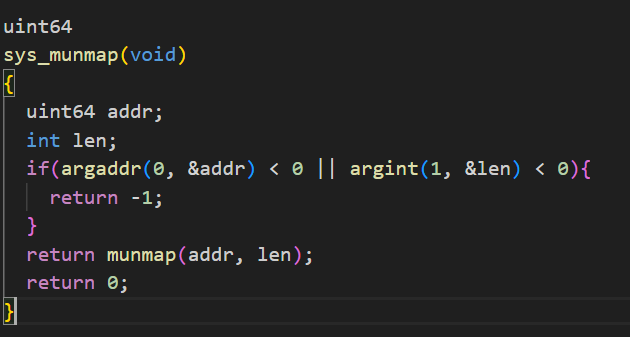 uint64
sys_munmap(void)
{
  uint64 addr;
  int len;
  if(argaddr(0, &addr) < 0 || argint(1, &len) < 0){
    return -1;
  }
  return munmap(addr, len);
  return 0;
}